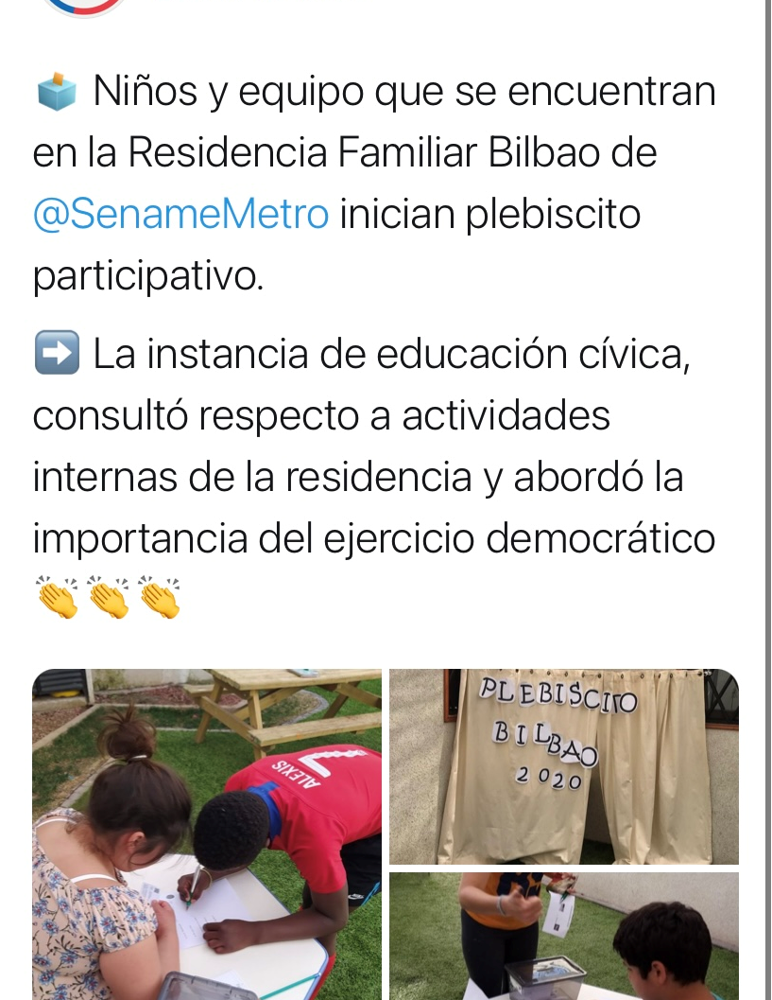 🗳️ Niños y equipo que se encuentran
en la Residencia Familiar Bilbao de
@SenameMetro inician plebiscito
participativo.
➡️ La instancia de educación cívica,
consultó respecto a actividades
internas de la residencia y abordó la
importancia del ejercicio democrático
👏👏👏
7
ALEXIS
PLEBISCITO
BILBAO
2020